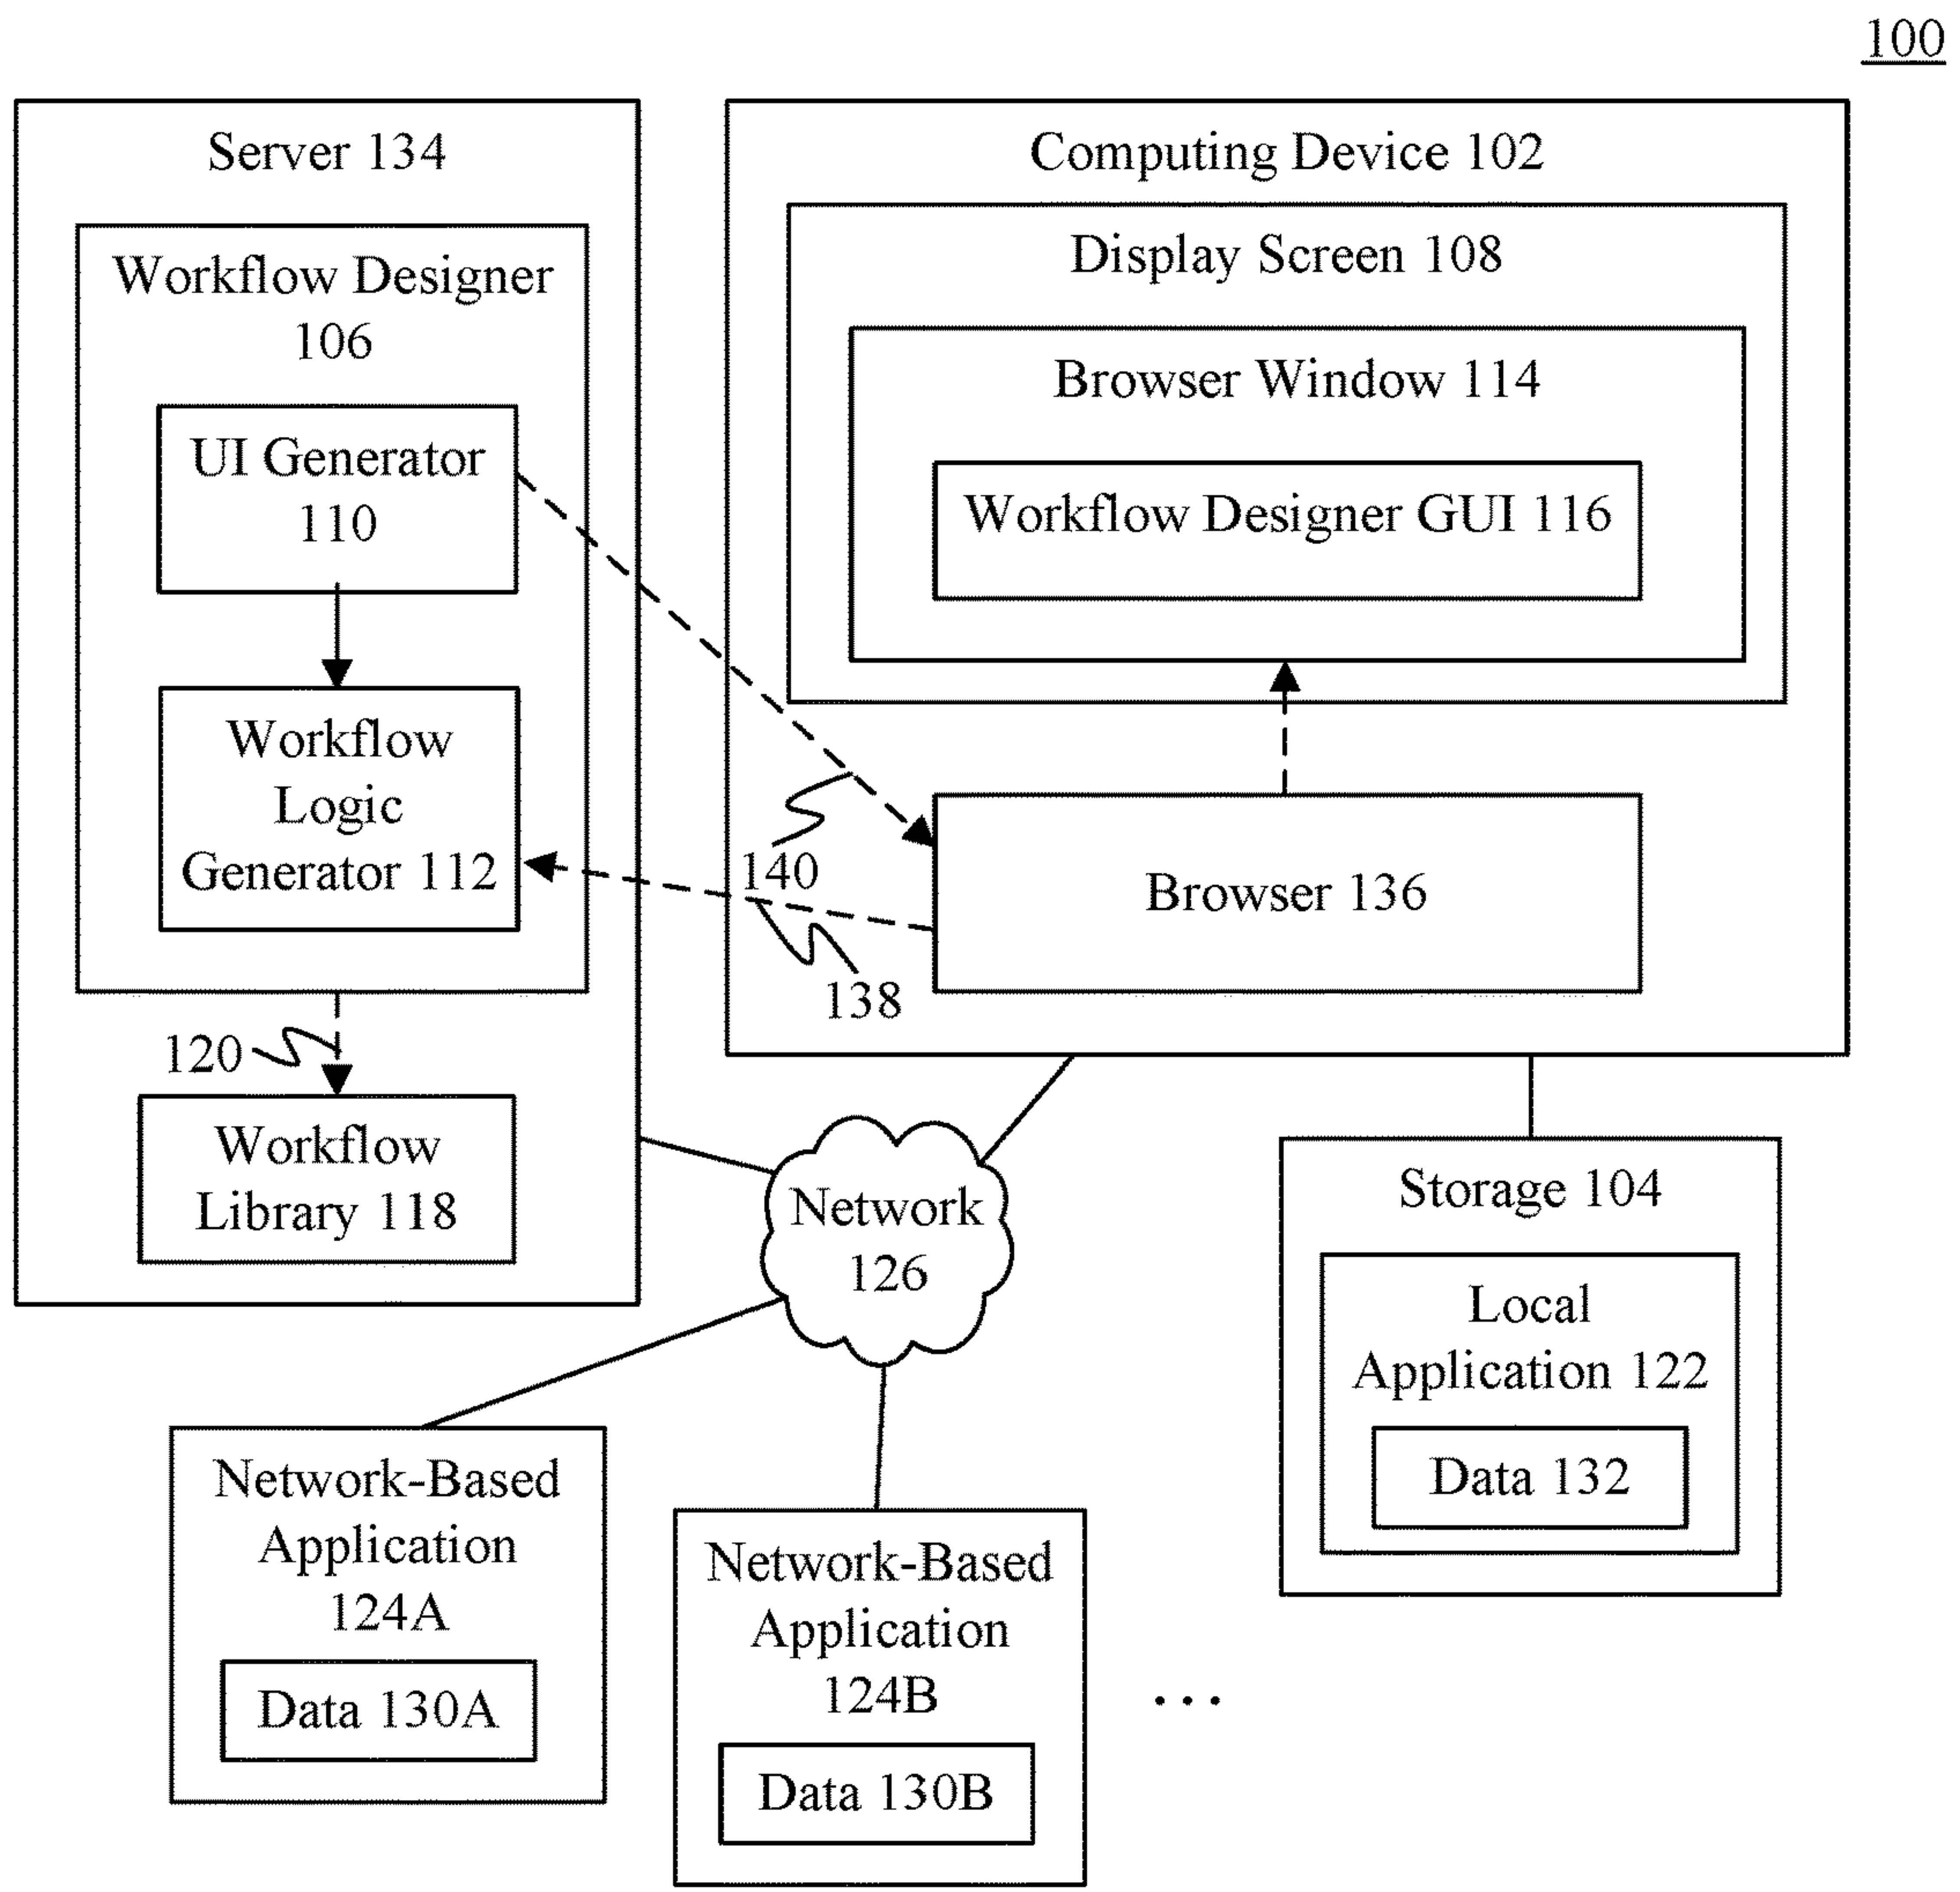 100
Server 134
Workflow Designer
106
UI Generator
110
Workflow
Logic
Generator 112
120
Workflow
Library 118
Computing Device 102
Display Screen 108
Browser Window 114
Workflow Designer GUI 116
140
Browser 136
138
Network
126
Storage 104
Local
Application 122
Data 132
Network-Based
Application
124A
Data 130A
Network-Based
Application
124B
Data 130B
...